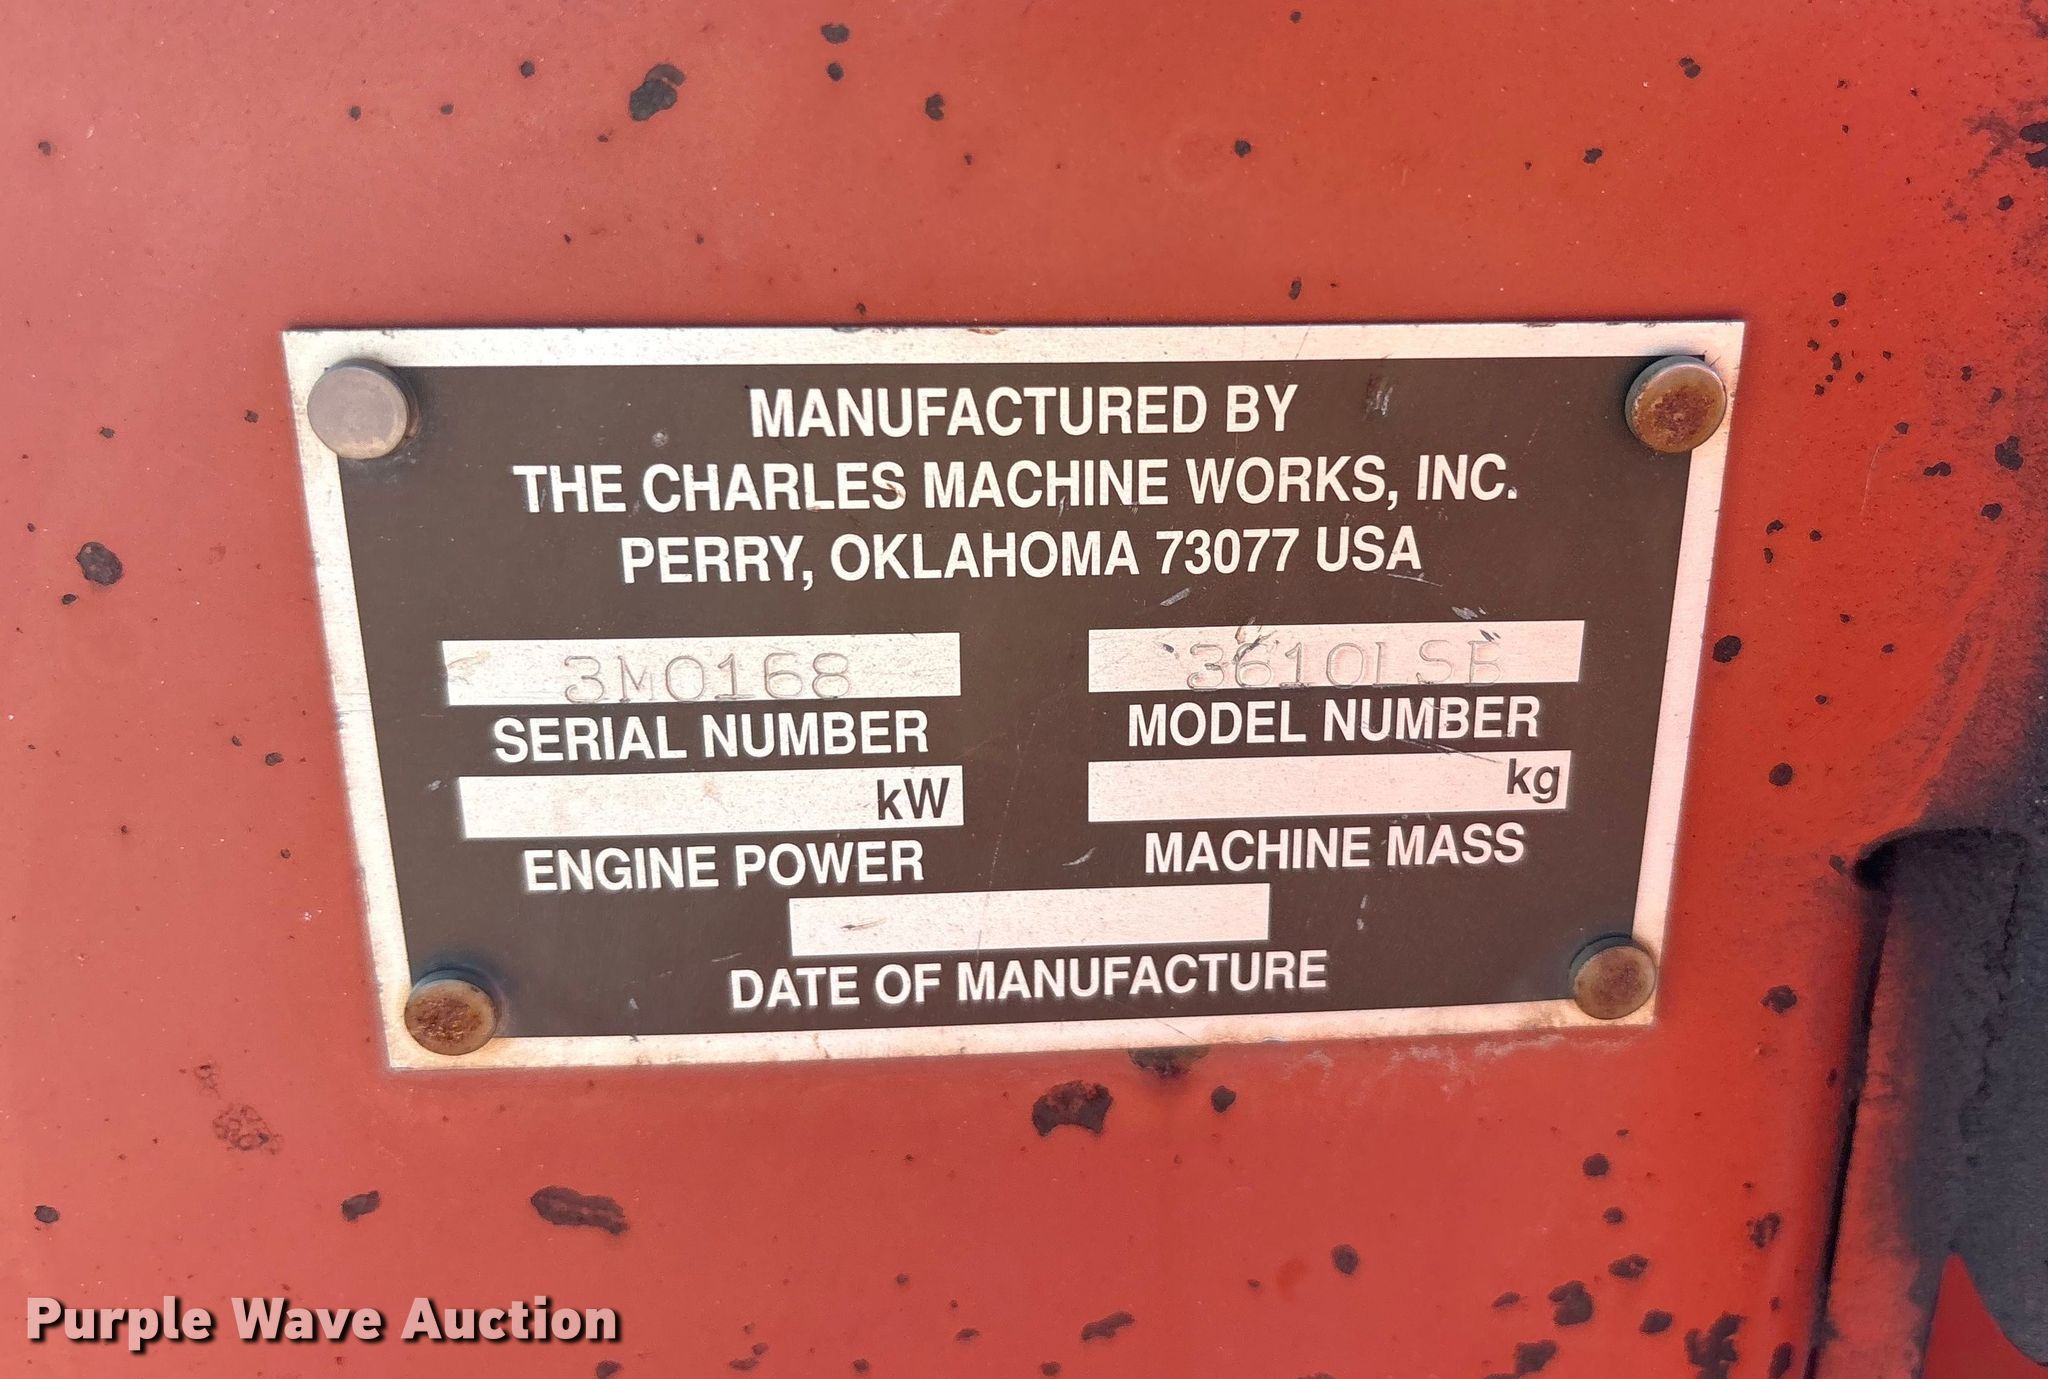 MANUFACTURED BY
THE CHARLES MACHINE WORKS, INC.
PERRY, OKLAHOMA 73077 USA
3M0168
3610LSB
SERIAL NUMBER
MODEL NUMBER
kW
kg
ENGINE POWER
MACHINE MASS
DATE OF MANUFACTURE
Purple Wave Auction